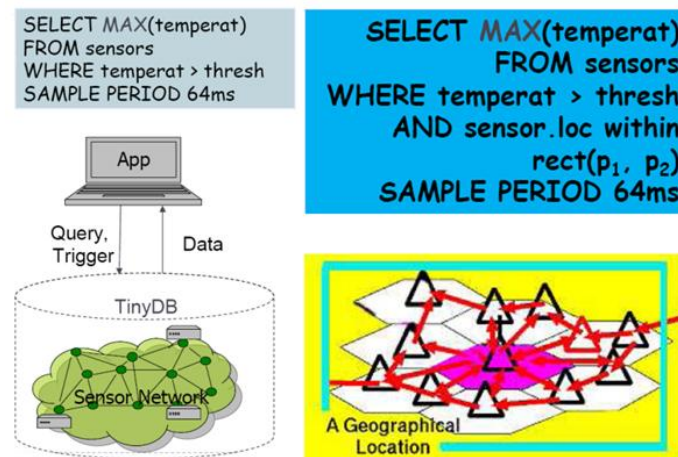 SELECT MAX(temperat)
FROM sensors
WHERE temperat > thresh
SAMPLE PERIOD 64ms
SELECT MAX(temperat)
FROM sensors
WHERE temperat > thresh
AND sensor.loc within
rect(p₁, p₂)
SAMPLE PERIOD 64ms
App
Query,
Trigger
Data
TinyDB
Sensor Network
A Geographical
Location